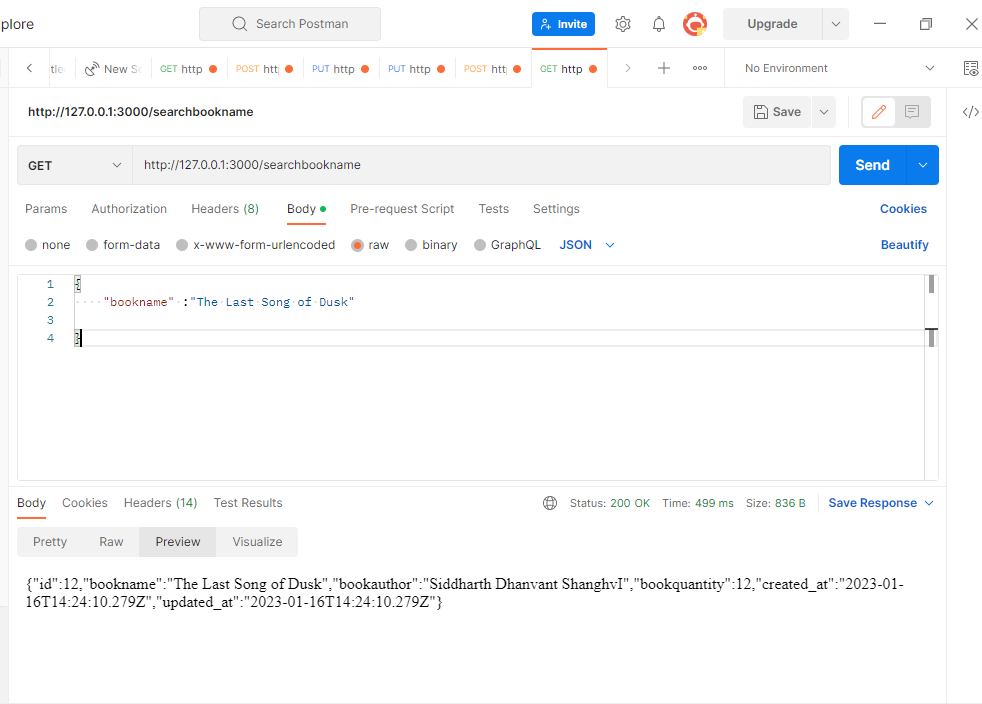 plore Search Postman Invite Upgrade
New GET http POST PUT http PUT http POST GET http No Environment
http://127.0.0.1:3000/searchbookname Save
GET http://127.0.0.1:3000/searchbookname Send
Params Authorization Headers (8) Body Pre-request Script Tests Settings Cookies
none form-data x-www-form-urlencoded raw binary GraphQL JSON Beautify
1 {
2 "bookname" :"The Last Song of Dusk"
3
4 }
Body Cookies Headers (14) Test Results Status: 200 OK Time: 499 ms Size: 836 B Save Response
Pretty Raw Preview Visualize
{"id":12,"bookname":"The Last Song of Dusk","bookauthor":"Siddharth Dhanvant ShanghvI","bookquantity":12,"created_at":"2023-01-
16T14:24:10.279Z","updated_at":"2023-01-16T14:24:10.279Z"}